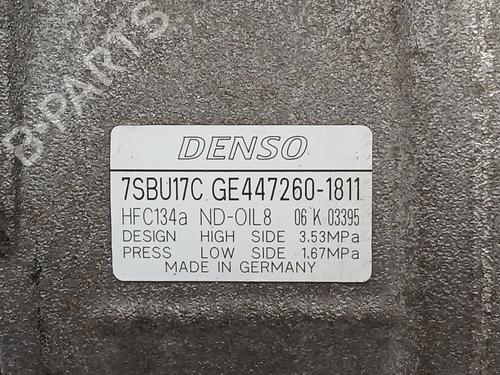 B-PARTS
DENSO
7SBU17C GE447260-1811
HFC134a ND-OIL8 06 K 03395
DESIGN HIGH SIDE 3.53MPa
PRESS LOW SIDE 1.67MPa
MADE IN GERMANY
B-PARTS